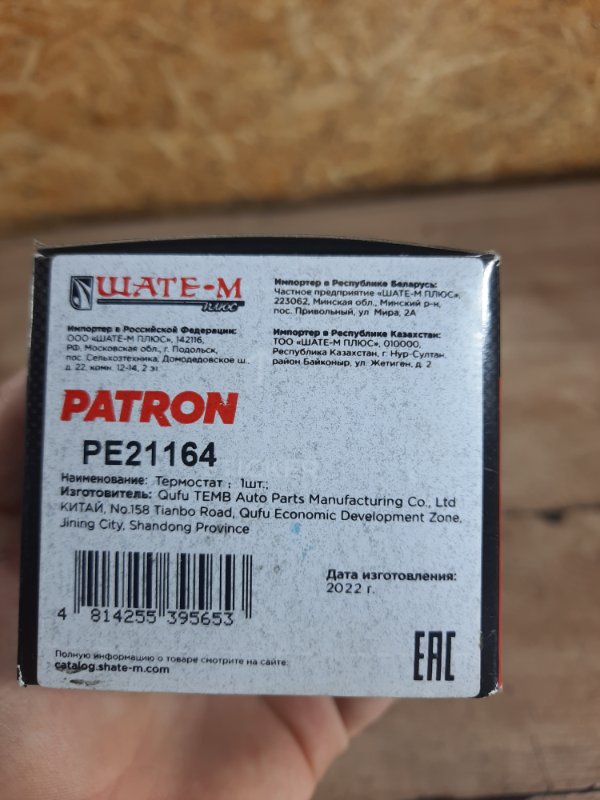 ШАТЕ-М
ПЛЮС
Импортер в Российской Федерации:
ООО «ШАТЕ-М ПЛЮС», 142116,
РФ, Московская обл., г. Подольск,
пос. Сельхозтехника, Домодедовское ш.,
д. 22, комн. 12-14, 2 эт
Импортер в Республике Беларусь:
Частное предприятие «ШАТЕ-М ПЛЮС»,
223062, Минская обл., Минский р-н,
пос. Привольный, ул. Мира, 2А
Импортер в Республике Казахстан:
ТОО «ШАТЕ-М ПЛЮС», 010000,
Республика Казахстан, г. Нур-Султан,
район Байконыр, ул. Жетиген, д. 2
PATRON
PE21164
Наименование: Термостат ; 1шт.;
Изготовитель: Qufu TEMB Auto Parts Manufacturing Co., Ltd
КИТАЙ, No.158 Tianbo Road, Qufu Economic Development Zone,
Jining City, Shandong Province
4 814255 395653
Дата изготовления:
2022 г.
Полную информацию о товаре смотрите на сайте:
catalog.shate-m.com
EAC